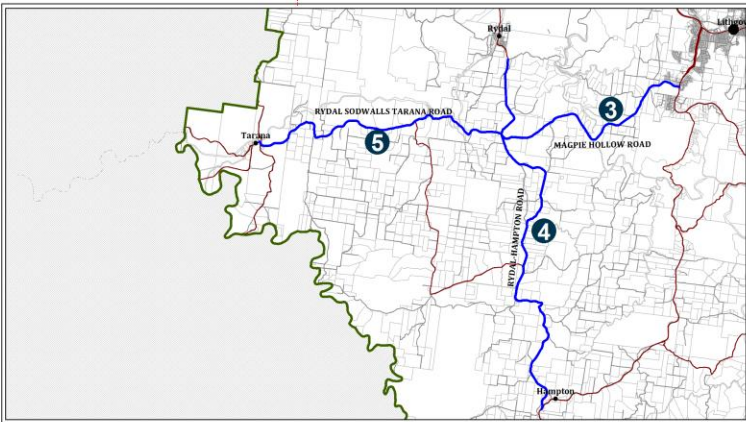 Lithgow
Rydal
3
RYDAL SODWALLS TARANA ROAD
Tarana
5
MAGPIE HOLLOW ROAD
RYDAL-HAMPTON ROAD
4
Hampton